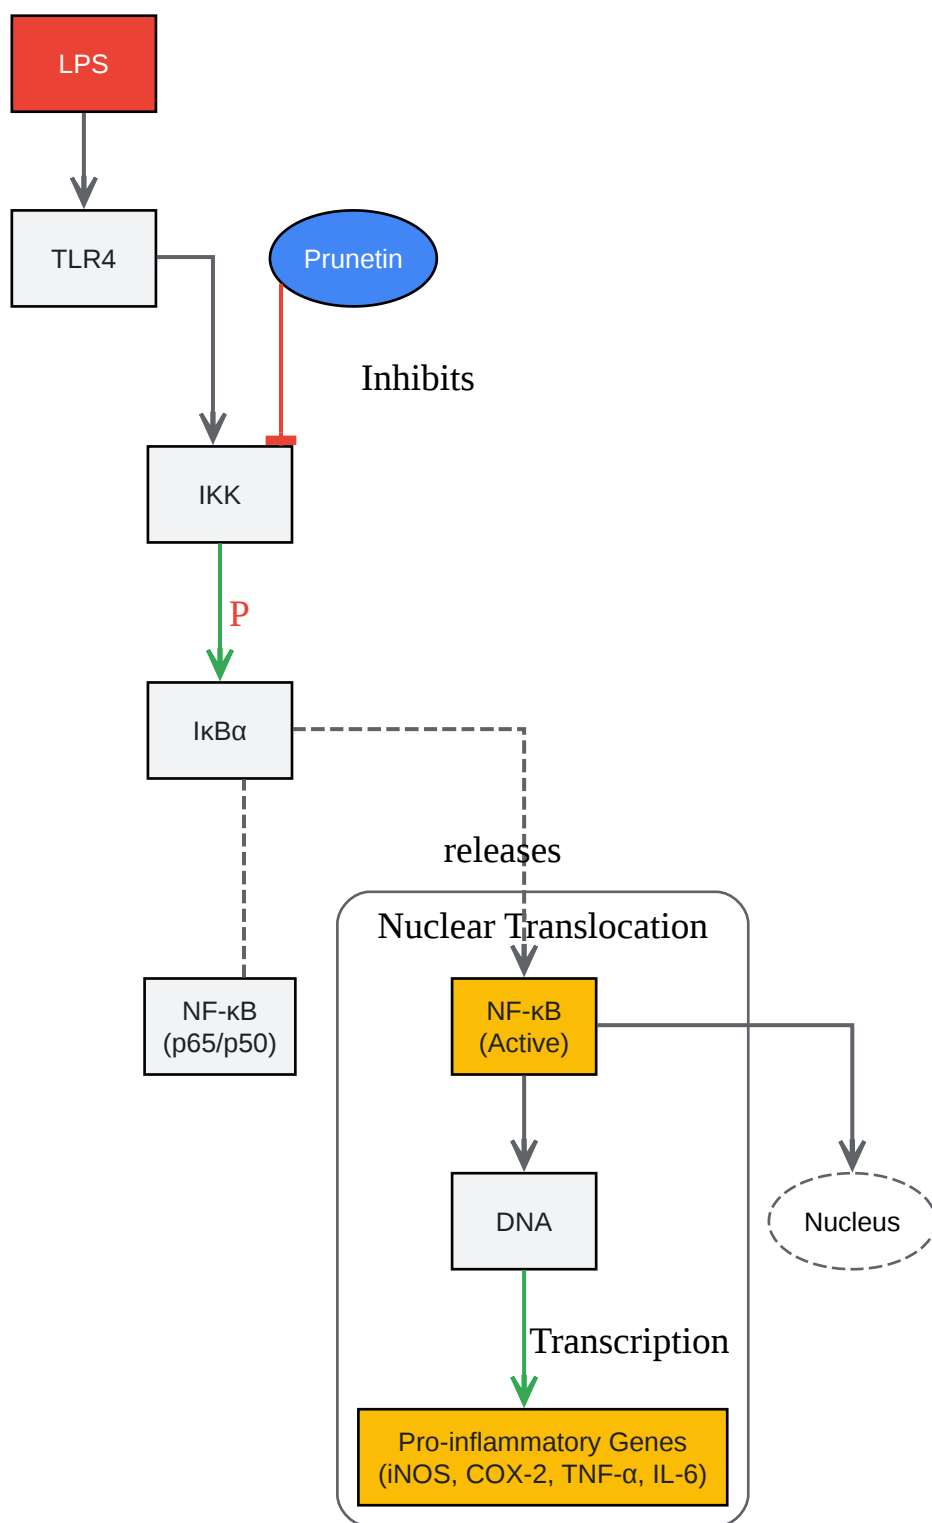 LPS
TLR4
Prunetin
Inhibits
IKK
P
IκBα
releases
Nuclear Translocation
NF-κB
(p65/p50)
NF-κB
(Active)
DNA
Nucleus
Transcription
Pro-inflammatory Genes
(iNOS, COX-2, TNF-α, IL-6)